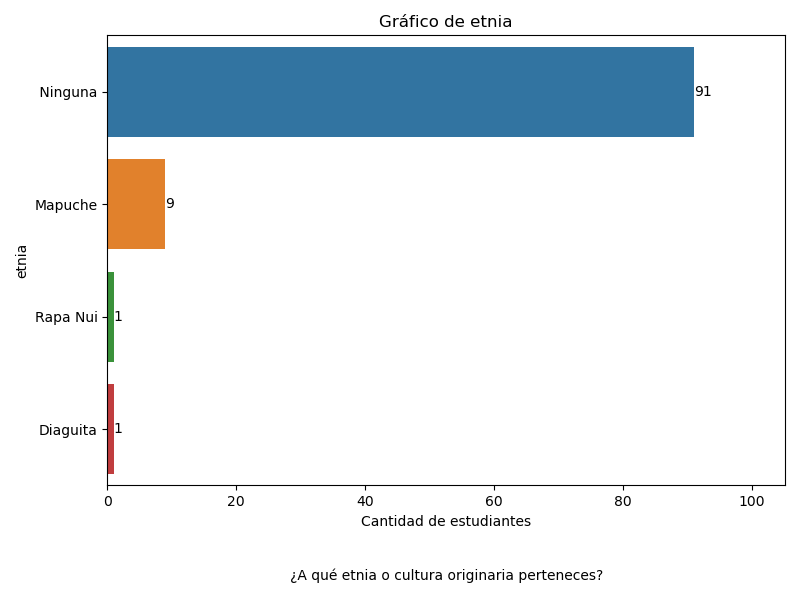 Gráfico de etnia
Ninguna
91
Mapuche
9
Rapa Nui
1
Diaguita
1
etnia
0 20 40 60 80 100
Cantidad de estudiantes
¿A qué etnia o cultura originaria perteneces?